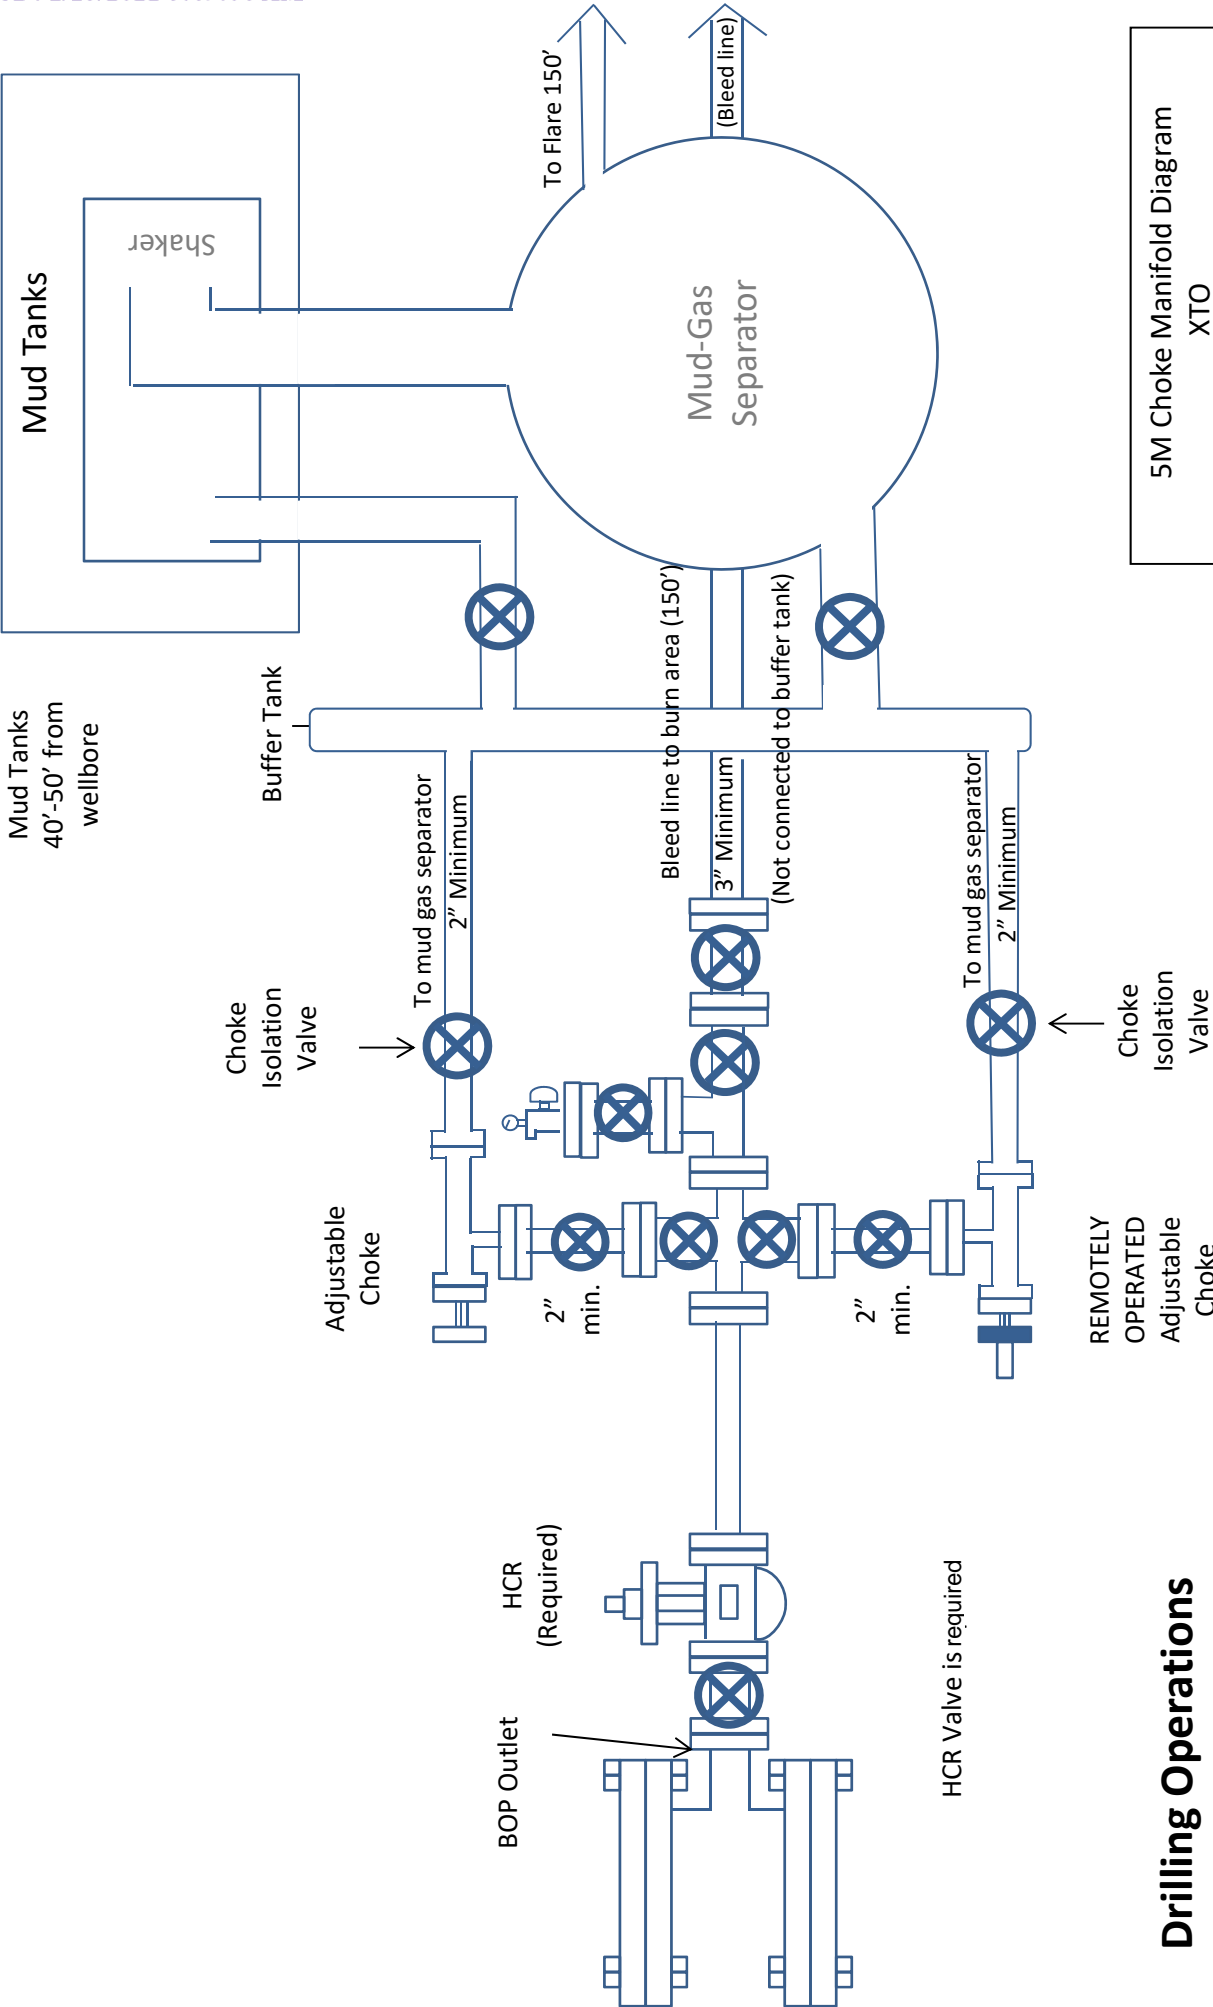 Mud Tanks
40’-50’ from
wellbore
Mud Tanks
Shaker
Buffer Tank
Choke
Isolation
Valve
Adjustable
Choke
To mud gas separator
2” Minimum
To Flare 150’
(Bleed line)
Mud-Gas
Separator
HCR
(Required)
BOP Outlet
2”
min.
Bleed line to burn area (150’)
3” Minimum
(Not connected to buffer tank)
2”
min.
To mud gas separator
2” Minimum
HCR Valve is required
REMOTELY
OPERATED
Adjustable
Choke
Choke
Isolation
Valve
Drilling Operations
5M Choke Manifold Diagram
XTO